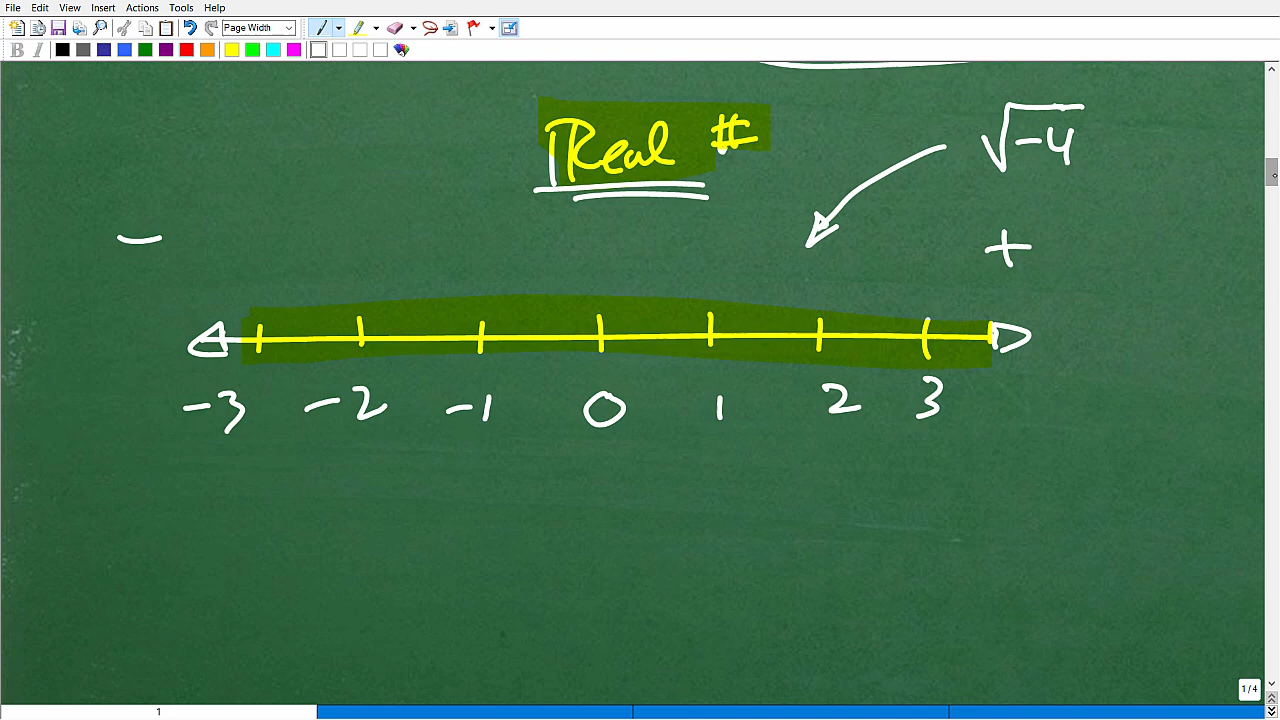 File Edit View Insert Actions Tools Help
Page Width
B I
Real #
√-4
- +
-3 -2 -1 0 1 2 3
1/4
1